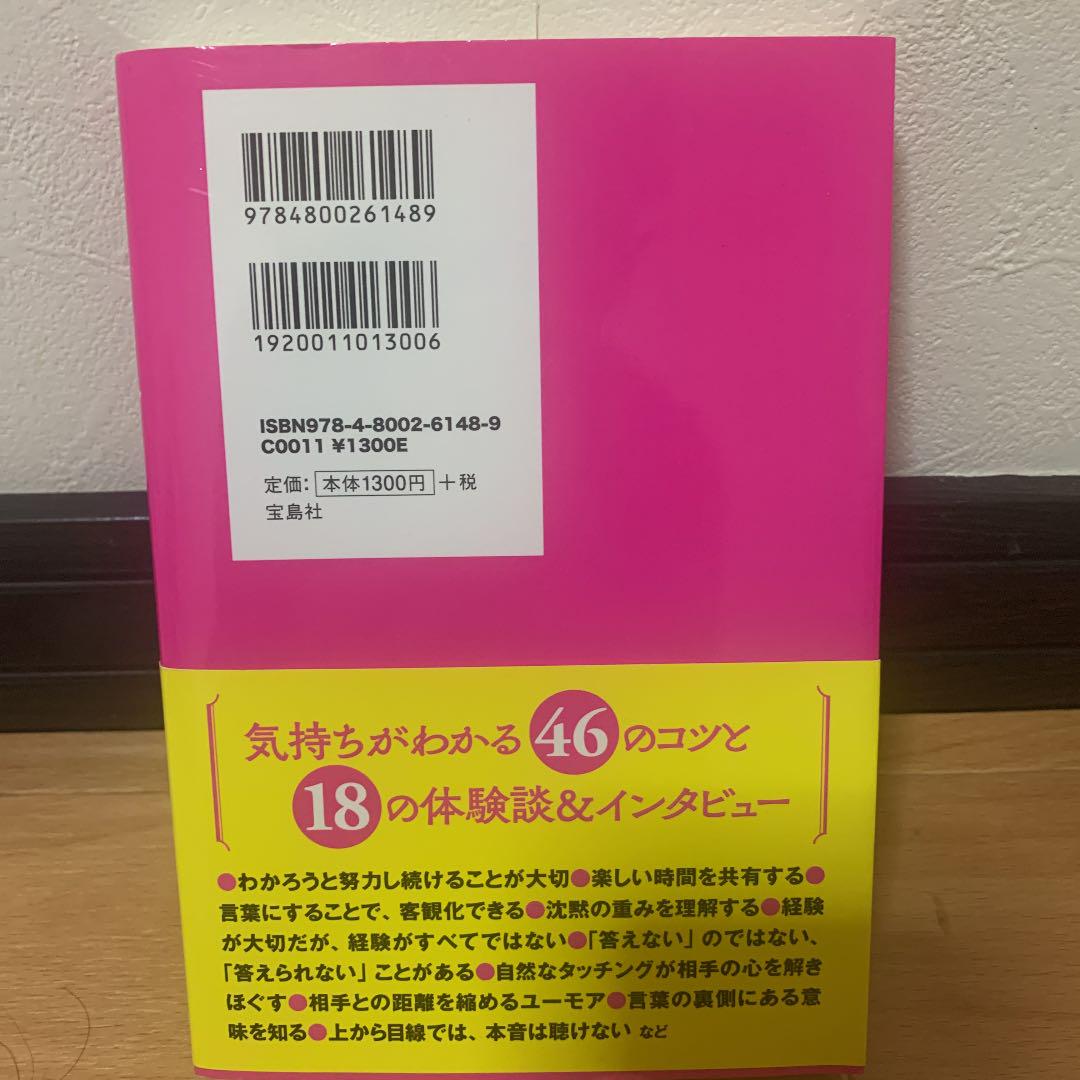 9784800261489
1920011013006
ISBN978-4-8002-6148-9
C0011 ¥1300E
定価：本体1300円＋税
宝島社
気持ちがわかる46のコツと
18の体験談&インタビュー
●わかろうと努力し続けることが大切●楽しい時間を共有する●
言葉にすることで、客観化できる●沈黙の重みを理解する●経験
が大切だが、経験がすべてではない●「答えない」のではない、
「答えられない」ことがある●自然なタッチングが相手の心を解き
ほぐす●相手との距離を縮めるユーモア●言葉の裏側にある意
味を知る●上から目線では、本音は聴けない など